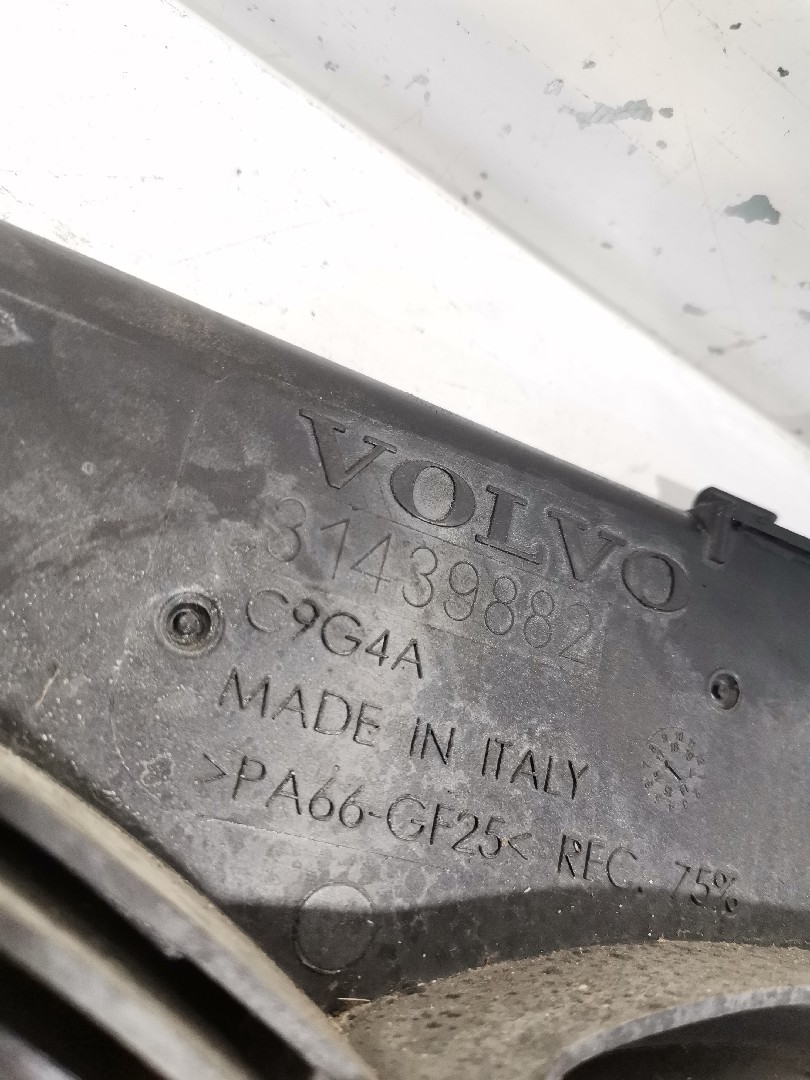 VOLVO
31439882
C9G4A
MADE IN ITALY
>PA66-GF25< REC. 75%